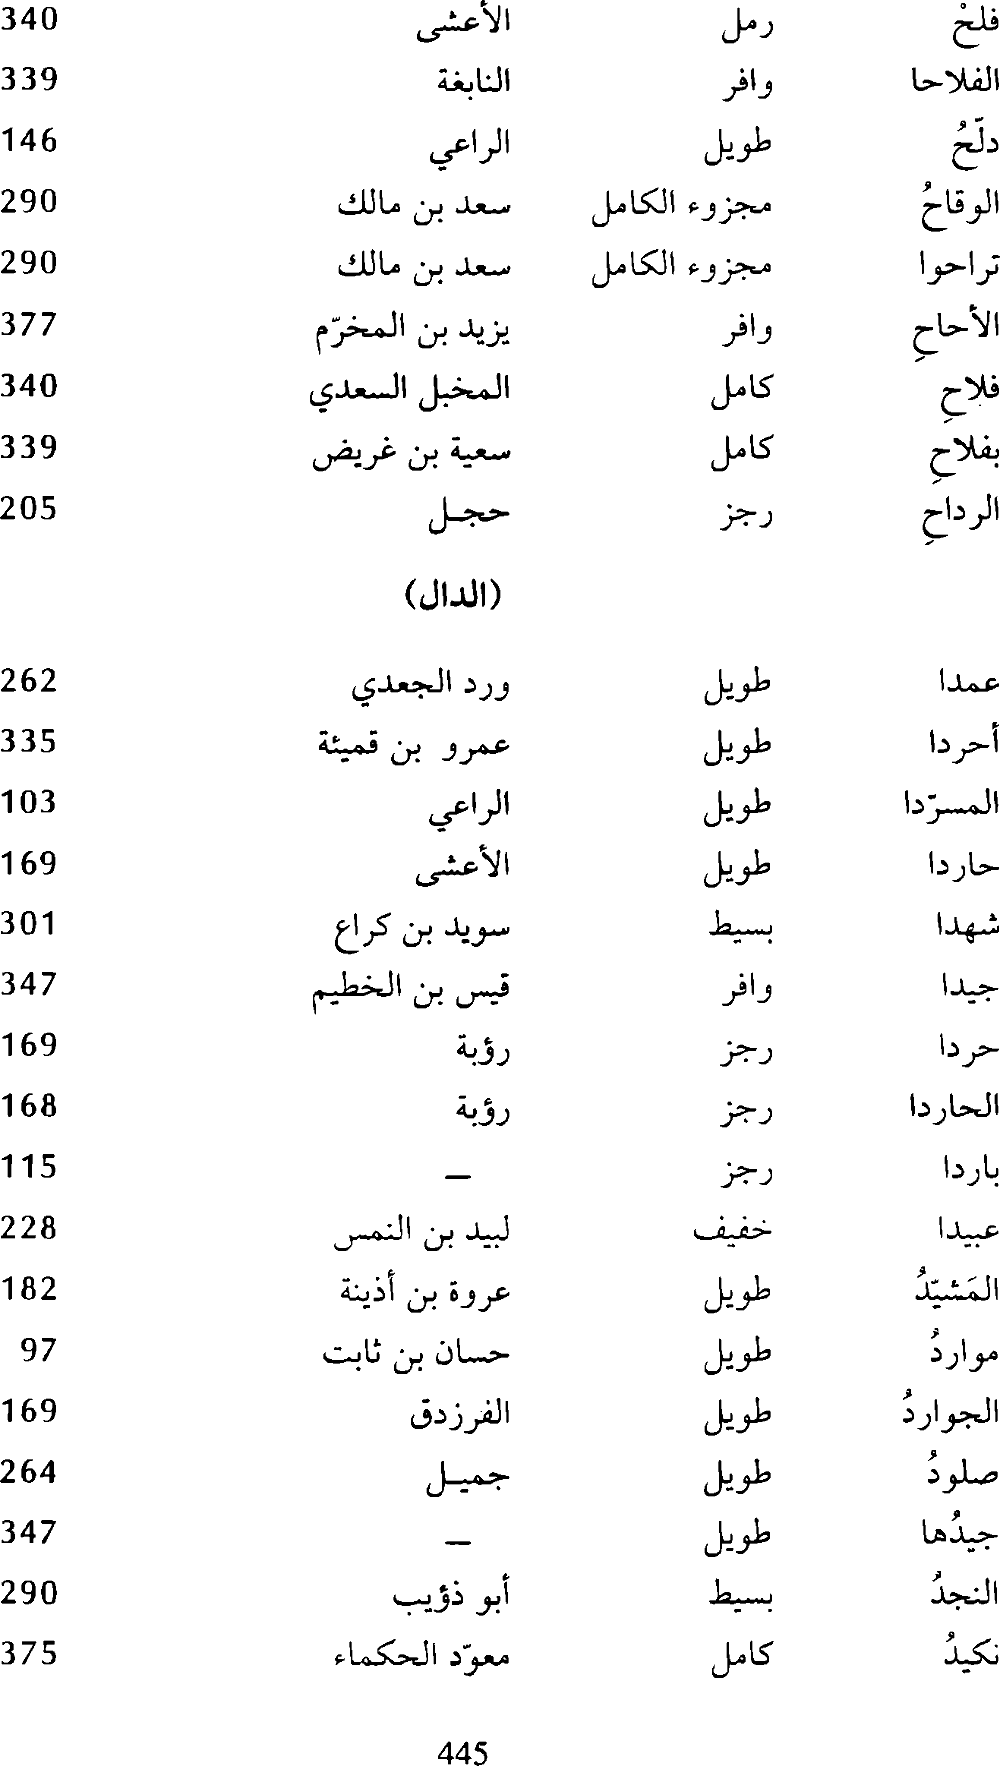 فلحْ رمل الأعشى 340
الفلاحا وافر النابغة 339
دلّحُ طويل الراعي 146
الوقاحُ مجزوء الكامل سعد بن مالك 290
تراحوا مجزوء الكامل سعد بن مالك 290
الأحاحِ وافر يزيد بن المخرّم 377
فلاحِ كامل المخبل السعدي 340
بفلاحِ كامل سعية بن غريض 339
الرداحِ رجز حجـل 205
(الدال)
عمدا طويل ورد الجعدي 262
أحردا طويل عمرو بن قميئة 335
المسرّدا طويل الراعي 103
حاردا طويل الأعشى 169
شهدا بسيط سويد بن كراع 301
جيدا وافر قيس بن الخطيم 347
حردا رجز رؤبة 169
الحاردا رجز رؤبة 168
باردا رجز — 115
عبيدا خفيف لبيد بن النمس 228
المَشيّدُ طويل عروة بن أذينة 182
مواردُ طويل حسان بن ثابت 97
الجواردُ طويل الفرزدق 169
صلودُ طويل جميـل 264
جيدُها طويل — 347
النجدُ بسيط أبو ذؤيب 290
نكيدُ كامل معوّد الحكماء 375
445